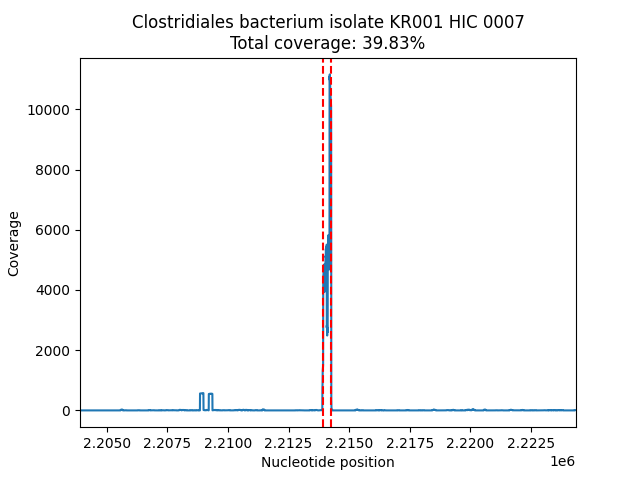 Clostridiales bacterium isolate KR001 HIC 0007
Total coverage: 39.83%
10000
8000
6000
4000
2000
0
Coverage
2.2050 2.2075 2.2100 2.2125 2.2150 2.2175 2.2200 2.2225
1e6
Nucleotide position